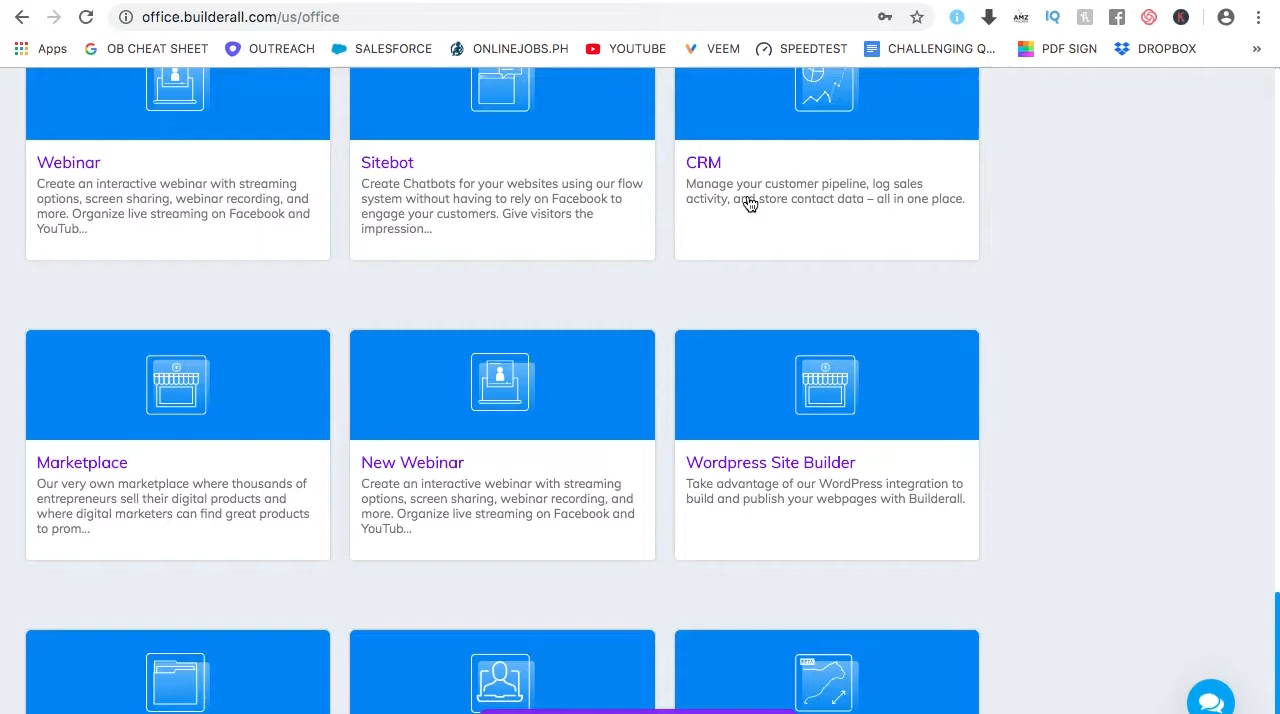 office.builderall.com/us/office
AMZ
IQ
K
Apps
OB CHEAT SHEET
OUTREACH
SALESFORCE
ONLINEJOBS.PH
YOUTUBE
VEEM
SPEEDTEST
CHALLENGING Q...
PDF SIGN
DROPBOX
»
Webinar
Create an interactive webinar with streaming
options, screen sharing, webinar recording, and
more. Organize live streaming on Facebook and
YouTub...
Sitebot
Create Chatbots for your websites using our flow
system without having to rely on Facebook to
engage your customers. Give visitors the
impression...
CRM
Manage your customer pipeline, log sales
activity, and store contact data – all in one place.
Marketplace
Our very own marketplace where thousands of
entrepreneurs sell their digital products and
where digital marketers can find great products
to prom...
New Webinar
Create an interactive webinar with streaming
options, screen sharing, webinar recording, and
more. Organize live streaming on Facebook and
YouTub...
Wordpress Site Builder
Take advantage of our WordPress integration to
build and publish your webpages with Builderall.